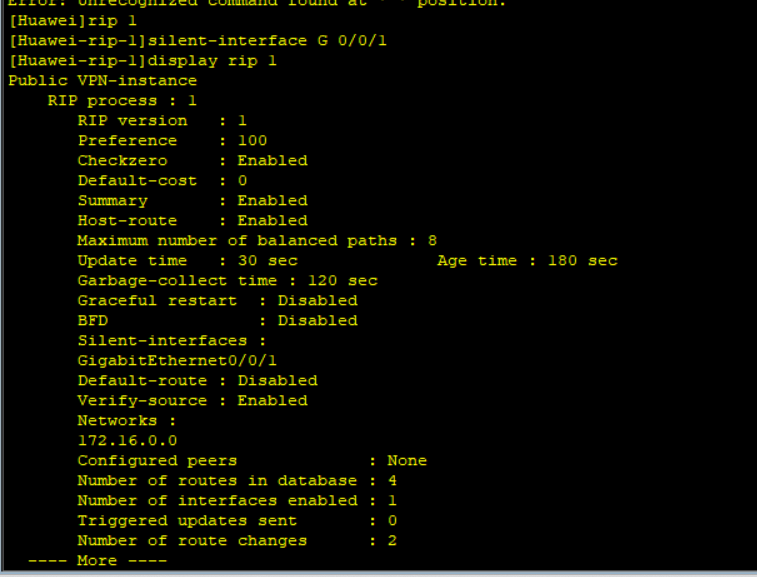 Error: Unrecognized command found at '^' position.
[Huawei]rip 1
[Huawei-rip-1]silent-interface G 0/0/1
[Huawei-rip-1]display rip 1
Public VPN-instance
RIP process : 1
RIP version : 1
Preference : 100
Checkzero : Enabled
Default-cost : 0
Summary : Enabled
Host-route : Enabled
Maximum number of balanced paths : 8
Update time : 30 sec Age time : 180 sec
Garbage-collect time : 120 sec
Graceful restart : Disabled
BFD : Disabled
Silent-interfaces :
GigabitEthernet0/0/1
Default-route : Disabled
Verify-source : Enabled
Networks :
172.16.0.0
Configured peers : None
Number of routes in database : 4
Number of interfaces enabled : 1
Triggered updates sent : 0
Number of route changes : 2
---- More ----